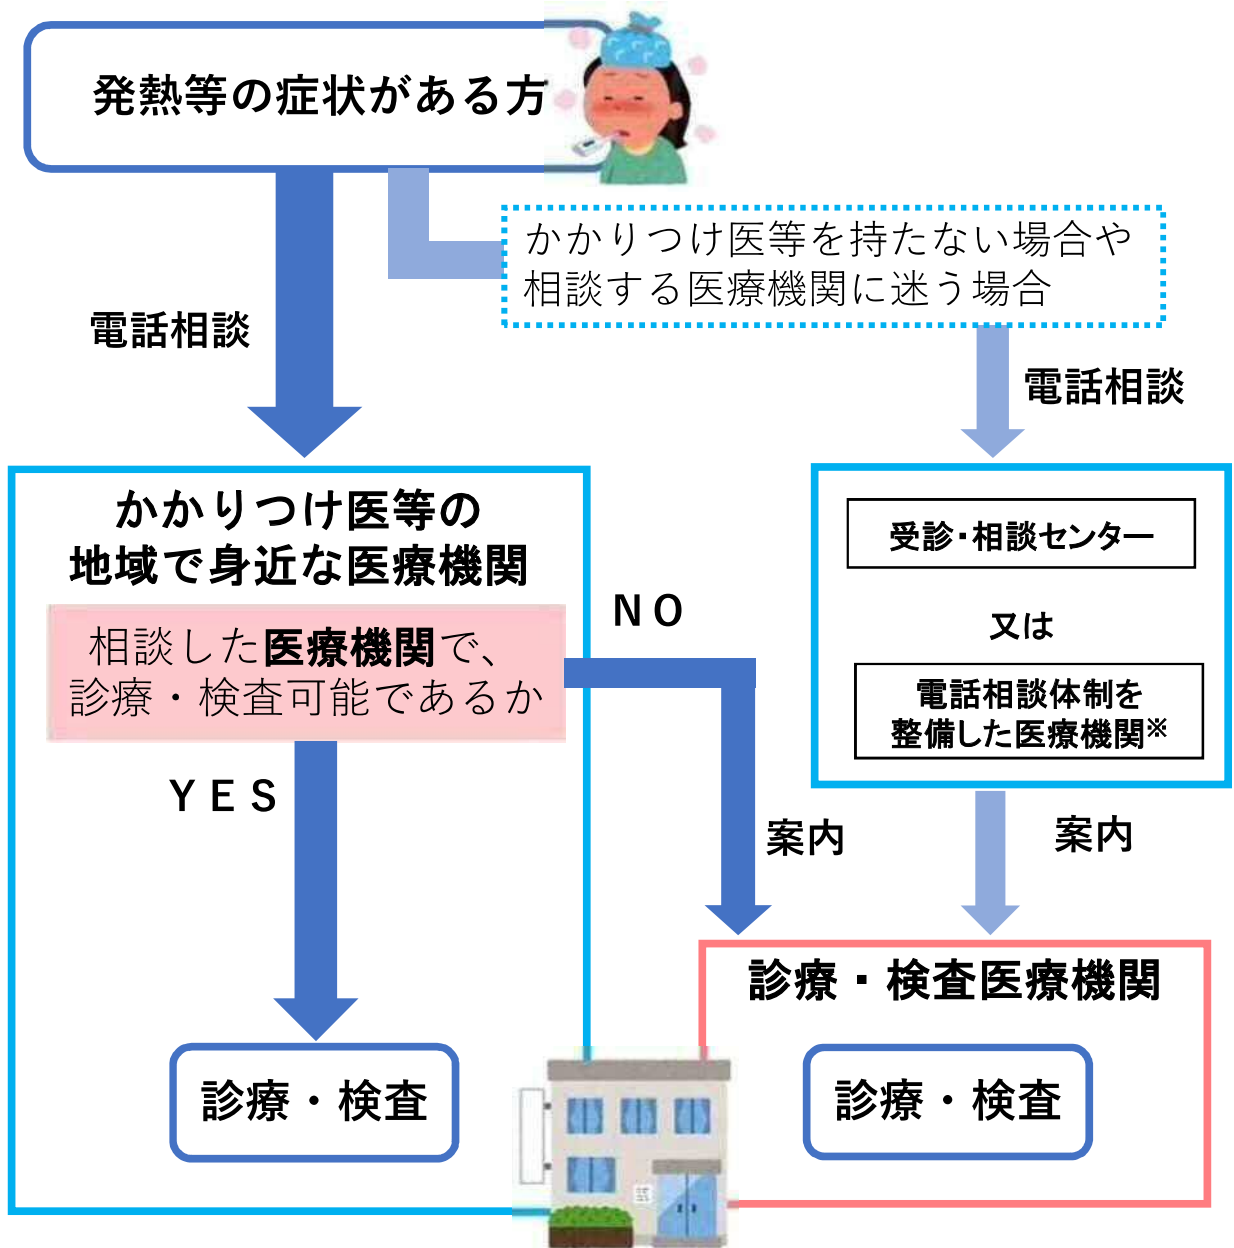 発熱等の症状がある方
かかりつけ医等を持たない場合や
相談する医療機関に迷う場合
電話相談
電話相談
かかりつけ医等の
地域で身近な医療機関
相談した医療機関で、
診療・検査可能であるか
NO
YES
受診・相談センター
又は
電話相談体制を
整備した医療機関※
案内
案内
診療・検査医療機関
診療・検査
診療・検査